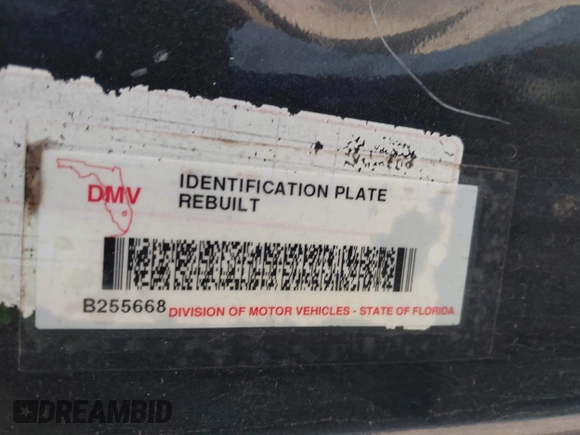 DMV
IDENTIFICATION PLATE
REBUILT
B255668
DIVISION OF MOTOR VEHICLES - STATE OF FLORIDA
DREAMBID